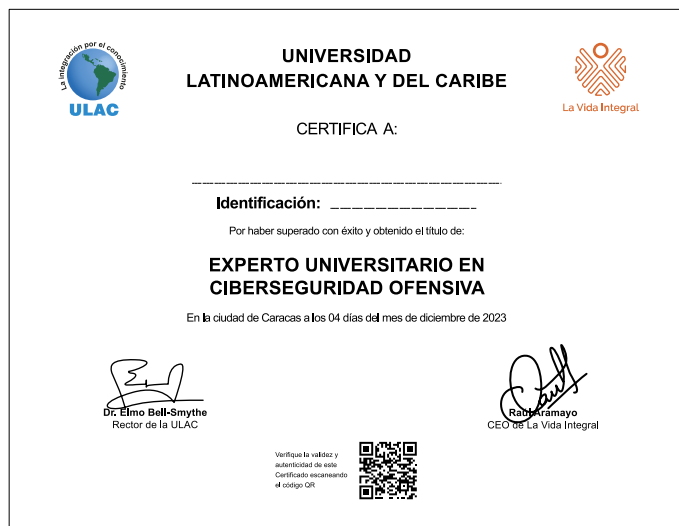 La integración por el conocimiento
ULAC
UNIVERSIDAD
LATINOAMERICANA Y DEL CARIBE
La Vida Integral
CERTIFICA A:
Identificación:
Por haber superado con éxito y obtenido el título de:
EXPERTO UNIVERSITARIO EN
CIBERSEGURIDAD OFENSIVA
En la ciudad de Caracas a los 04 días del mes de diciembre de 2023
Dr. Elmo Bell-Smythe
Rector de la ULAC
Raúl Aramayo
CEO de La Vida Integral
Verifique la validez y
autenticidad de este
Certificado escaneando
el código QR